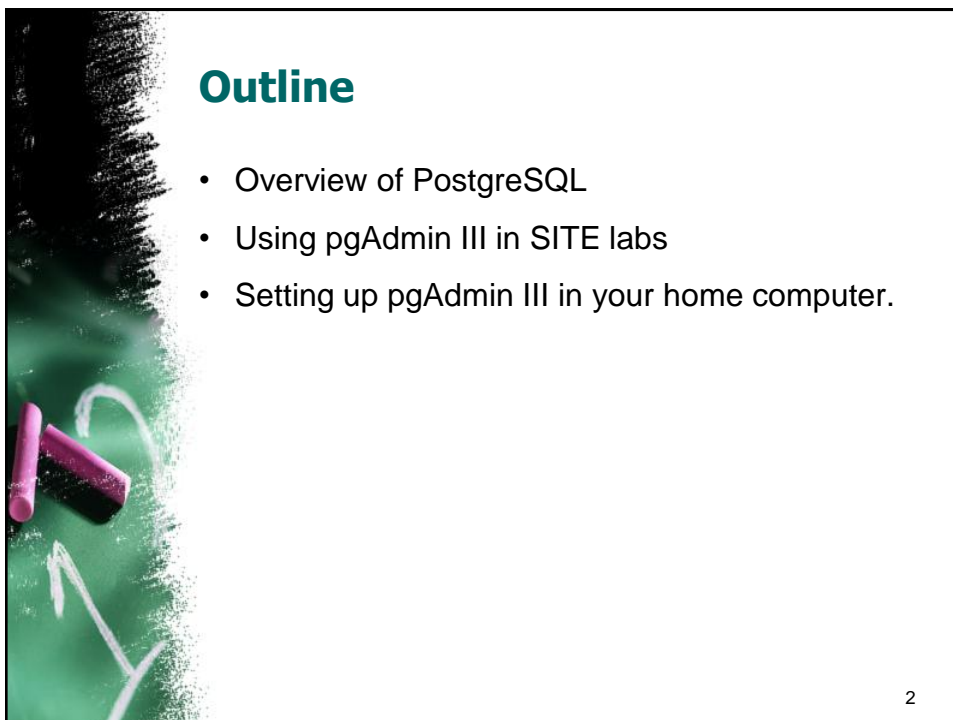 Outline
• Overview of PostgreSQL
• Using pgAdmin III in SITE labs
• Setting up pgAdmin III in your home computer.
2